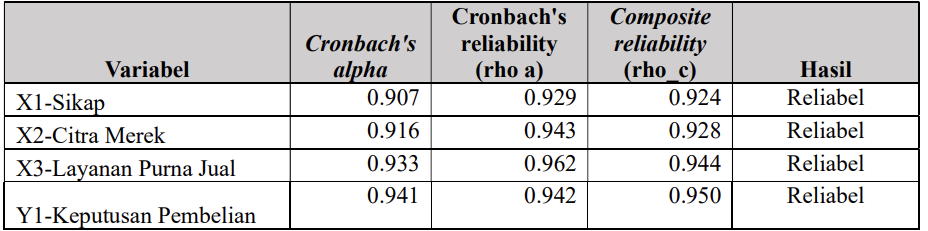 Variabel Cronbach's alpha Cronbach's reliability (rho a) Composite reliability (rho_c) Hasil
X1-Sikap 0.907 0.929 0.924 Reliabel
X2-Citra Merek 0.916 0.943 0.928 Reliabel
X3-Layanan Purna Jual 0.933 0.962 0.944 Reliabel
Y1-Keputusan Pembelian 0.941 0.942 0.950 Reliabel